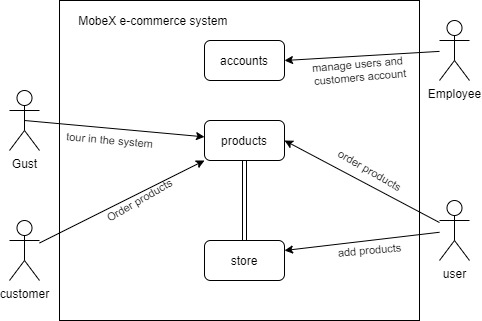 MobeX e-commerce system
accounts
manage users and
customers account
Employee
tour in the system
Gust
products
order products
Order products
customer
store
add products
user